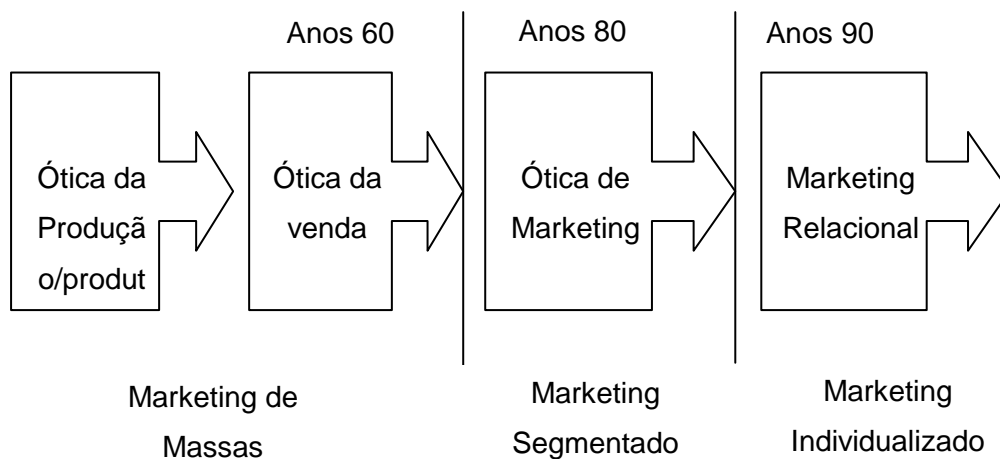 Anos 60
Anos 80
Anos 90
Ótica da
Produçã
o/produt
Ótica da
venda
Ótica de
Marketing
Marketing
Relacional
Marketing de
Massas
Marketing
Segmentado
Marketing
Individualizado